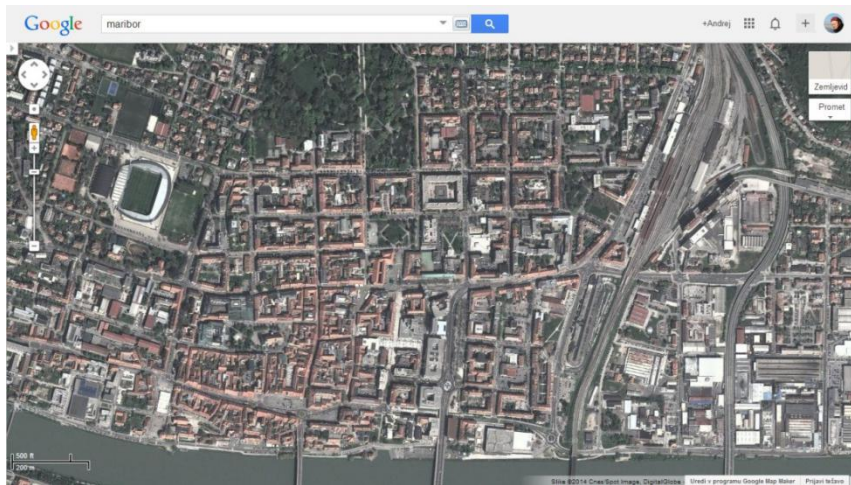 Google
maribor
+Andrej
Zemljevid
Promet
500 ft
200 m
Slike ©2014 Cnes/Spot Image, DigitalGlobe
Uredi v programu Google Map Maker
Prijavi težavo